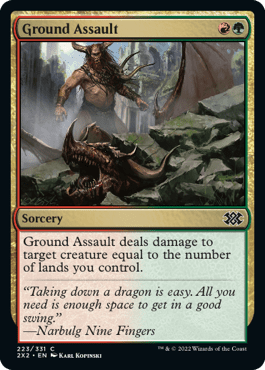 Ground Assault
Sorcery
Ground Assault deals damage to
target creature equal to the number
of lands you control.
“Taking down a dragon is easy. All you
need is enough space to get in a good
swing.”
—Narbulg Nine Fingers
223/331 C
2X2 • EN Karl Kopinski
™ & © 2022 Wizards of the Coast